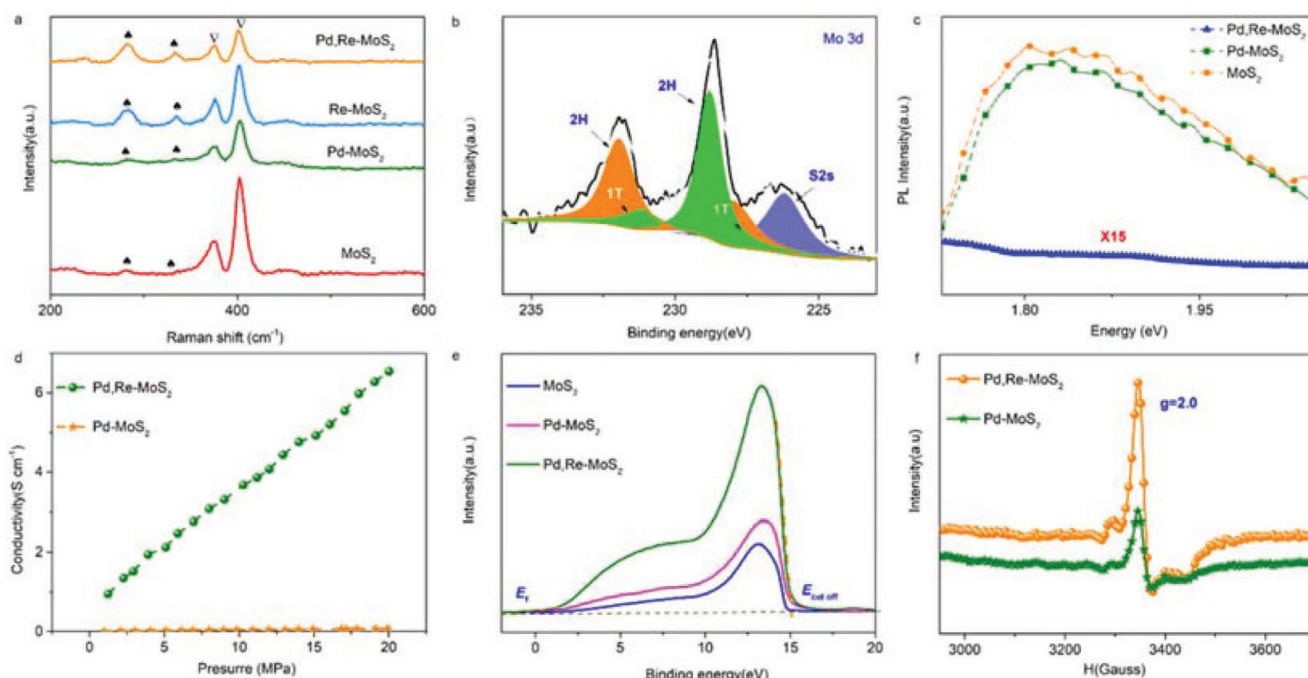 a
Pd,Re-MoS2
Re-MoS2
Pd-MoS2
MoS2
Intensity(a.u.)
200 400 600
Raman shift (cm-1)
b
Mo 3d
2H
2H
1T
1T
S2s
Intensity(a.u)
235 230 225
Binding energy(eV)
c
Pd,Re-MoS2
Pd-MoS2
MoS2
X15
PL Intensity(a.u.)
1.80 1.95
Energy (eV)
d
Pd,Re-MoS2
Pd-MoS2
Conductivity(S cm-1)
6
4
2
0
0 5 10 15 20
Presurre (MPa)
e
MoS2
Pd-MoS2
Pd,Re-MoS2
Ef
Ecut off
Intensity(a.u.)
0 5 10 15 20
Binding energy(eV)
f
Pd,Re-MoS2
Pd-MoS2
g=2.0
Intensity(a.u)
3000 3200 3400 3600
H(Gauss)